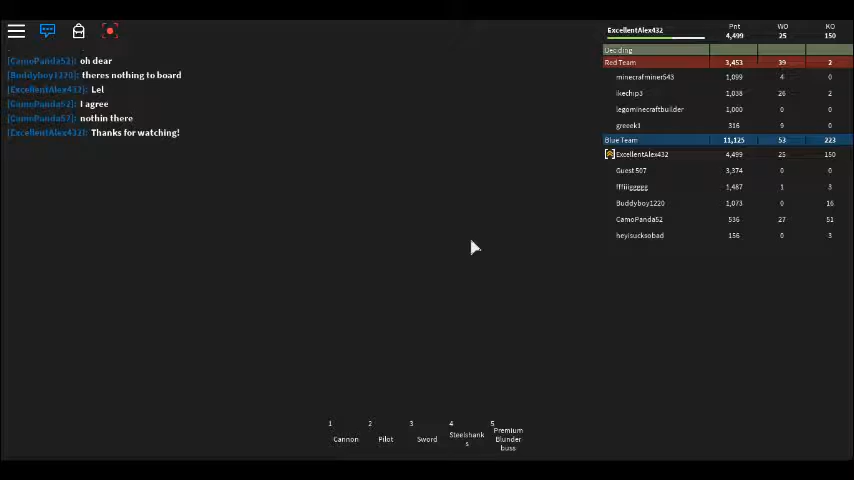 [CamoPanda52]: oh dear
[Buddyboy1220]: theres nothing to board
[ExcellentAlex432]: Lel
[CamoPanda52]: I agree
[CamoPanda52]: nothin there
[ExcellentAlex432]: Thanks for watching!
ExcellentAlex432 Pnt WO KO
4,499 25 150
Deciding
Red Team 3,453 39 2
minecrafminer543 1,099 4 0
ikechip3 1,038 26 2
legominecraftbuilder 1,000 0 0
greeek1 316 9 0
Blue Team 11,125 53 223
ExcellentAlex432 4,499 25 150
Guest 507 3,374 0 0
ffffiiggggg 1,487 1 3
Buddyboy1220 1,073 0 16
CamoPanda52 536 27 51
heyisucksobad 156 0 3
1 2 3 4 5
Cannon Pilot Sword Steelshank
s
Premium
Blunder
buss